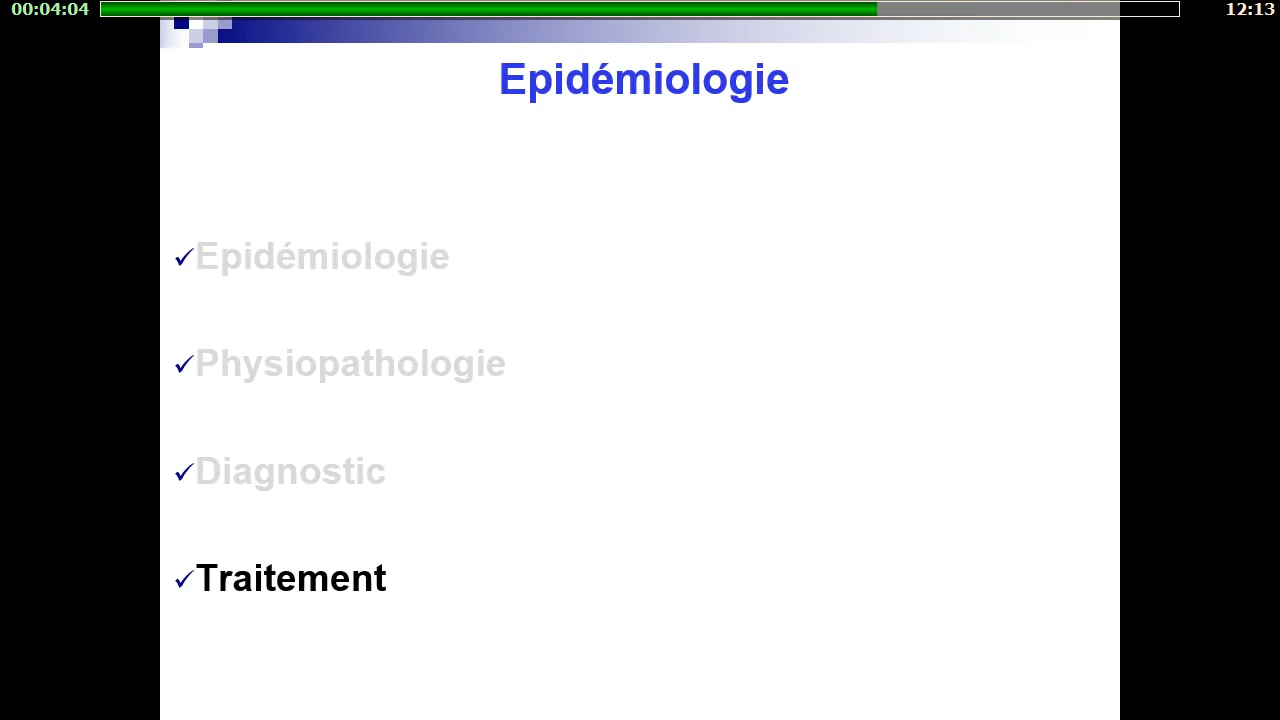 00:04:04 12:13
Epidémiologie
✓Epidémiologie
✓Physiopathologie
✓Diagnostic
✓Traitement